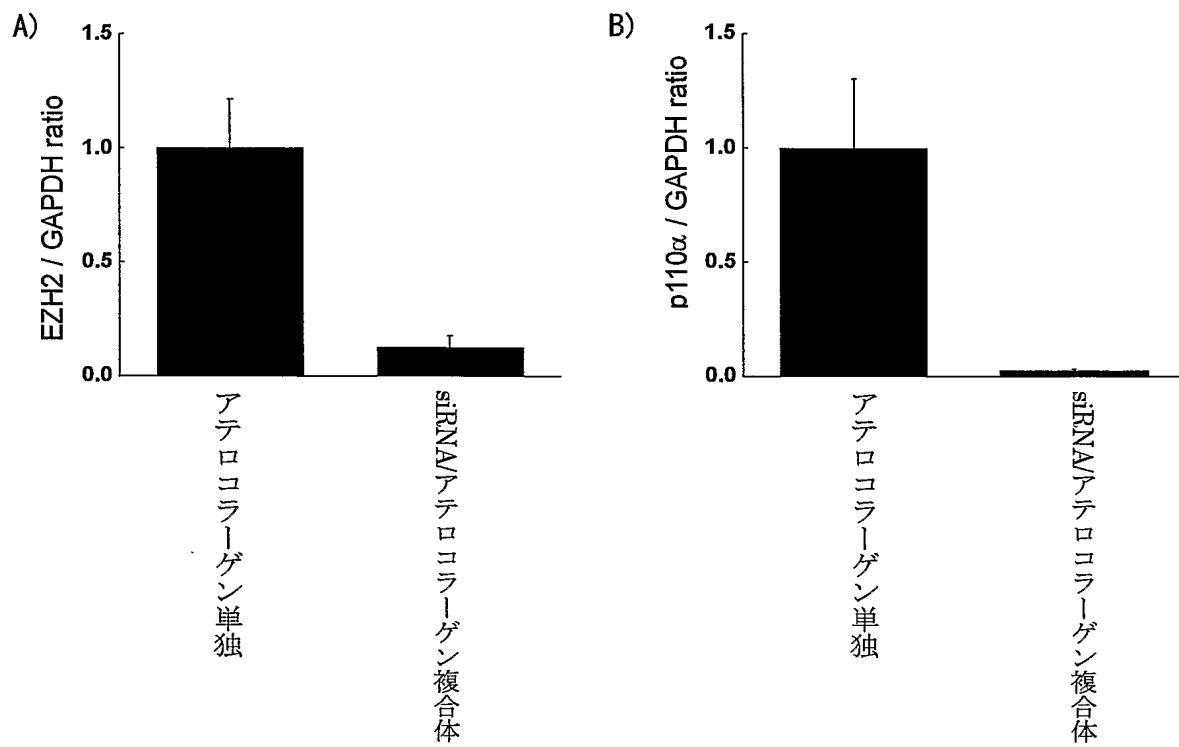 A)
EZH2 / GAPDH ratio
1.5
1.0
0.5
0.0
アテロコラーゲン単独
siRNA/アテロコラーゲン複合体
B)
p110α / GAPDH ratio
1.5
1.0
0.5
0.0
アテロコラーゲン単独
siRNA/アテロコラーゲン複合体